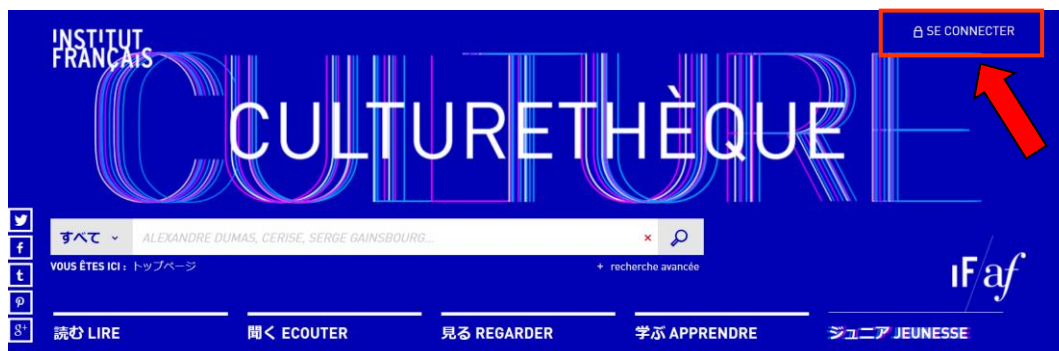 INSTITUT
FRANÇAIS
SE CONNECTER
CULTURE
CULTURETHÈQUE
すべて
ALEXANDRE DUMAS, CERISE, SERGE GAINSBOURG...
×
VOUS ÊTES ICI : トップページ
+ recherche avancée
IF/af
読む LIRE
聞く ECOUTER
見る REGARDER
学ぶ APPRENDRE
ジュニア JEUNESSE
f
t
g+